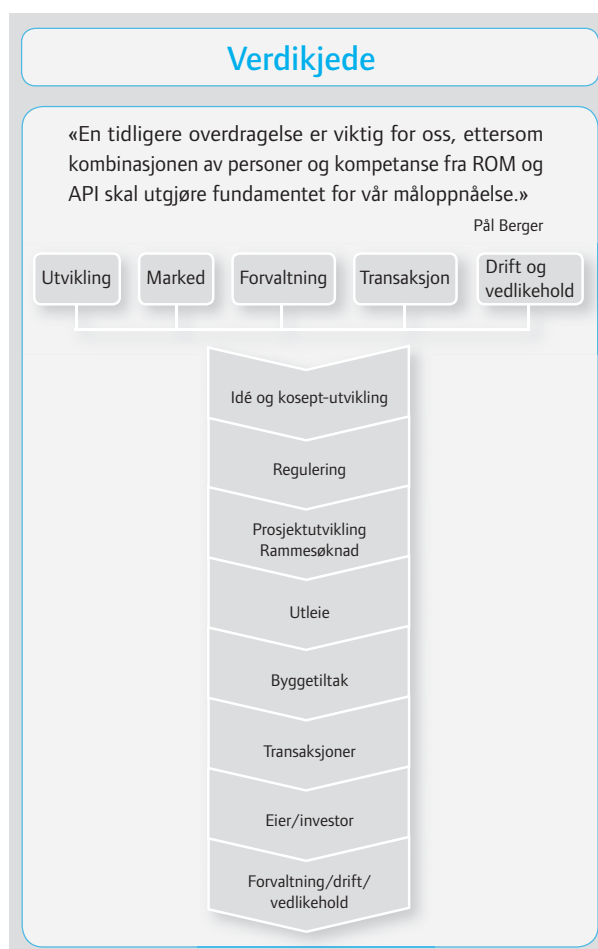 Verdikjede
«En tidligere overdragelse er viktig for oss, ettersom
kombinasjonen av personer og kompetanse fra ROM og
API skal utgjøre fundamentet for vår måloppnåelse.»
Pål Berger
Utvikling
Marked
Forvaltning
Transaksjon
Drift og
vedlikehold
Idé og kosept-utvikling
Regulering
Prosjektutvikling
Rammesøknad
Utleie
Byggetiltak
Transaksjoner
Eier/investor
Forvaltning/drift/
vedlikehold